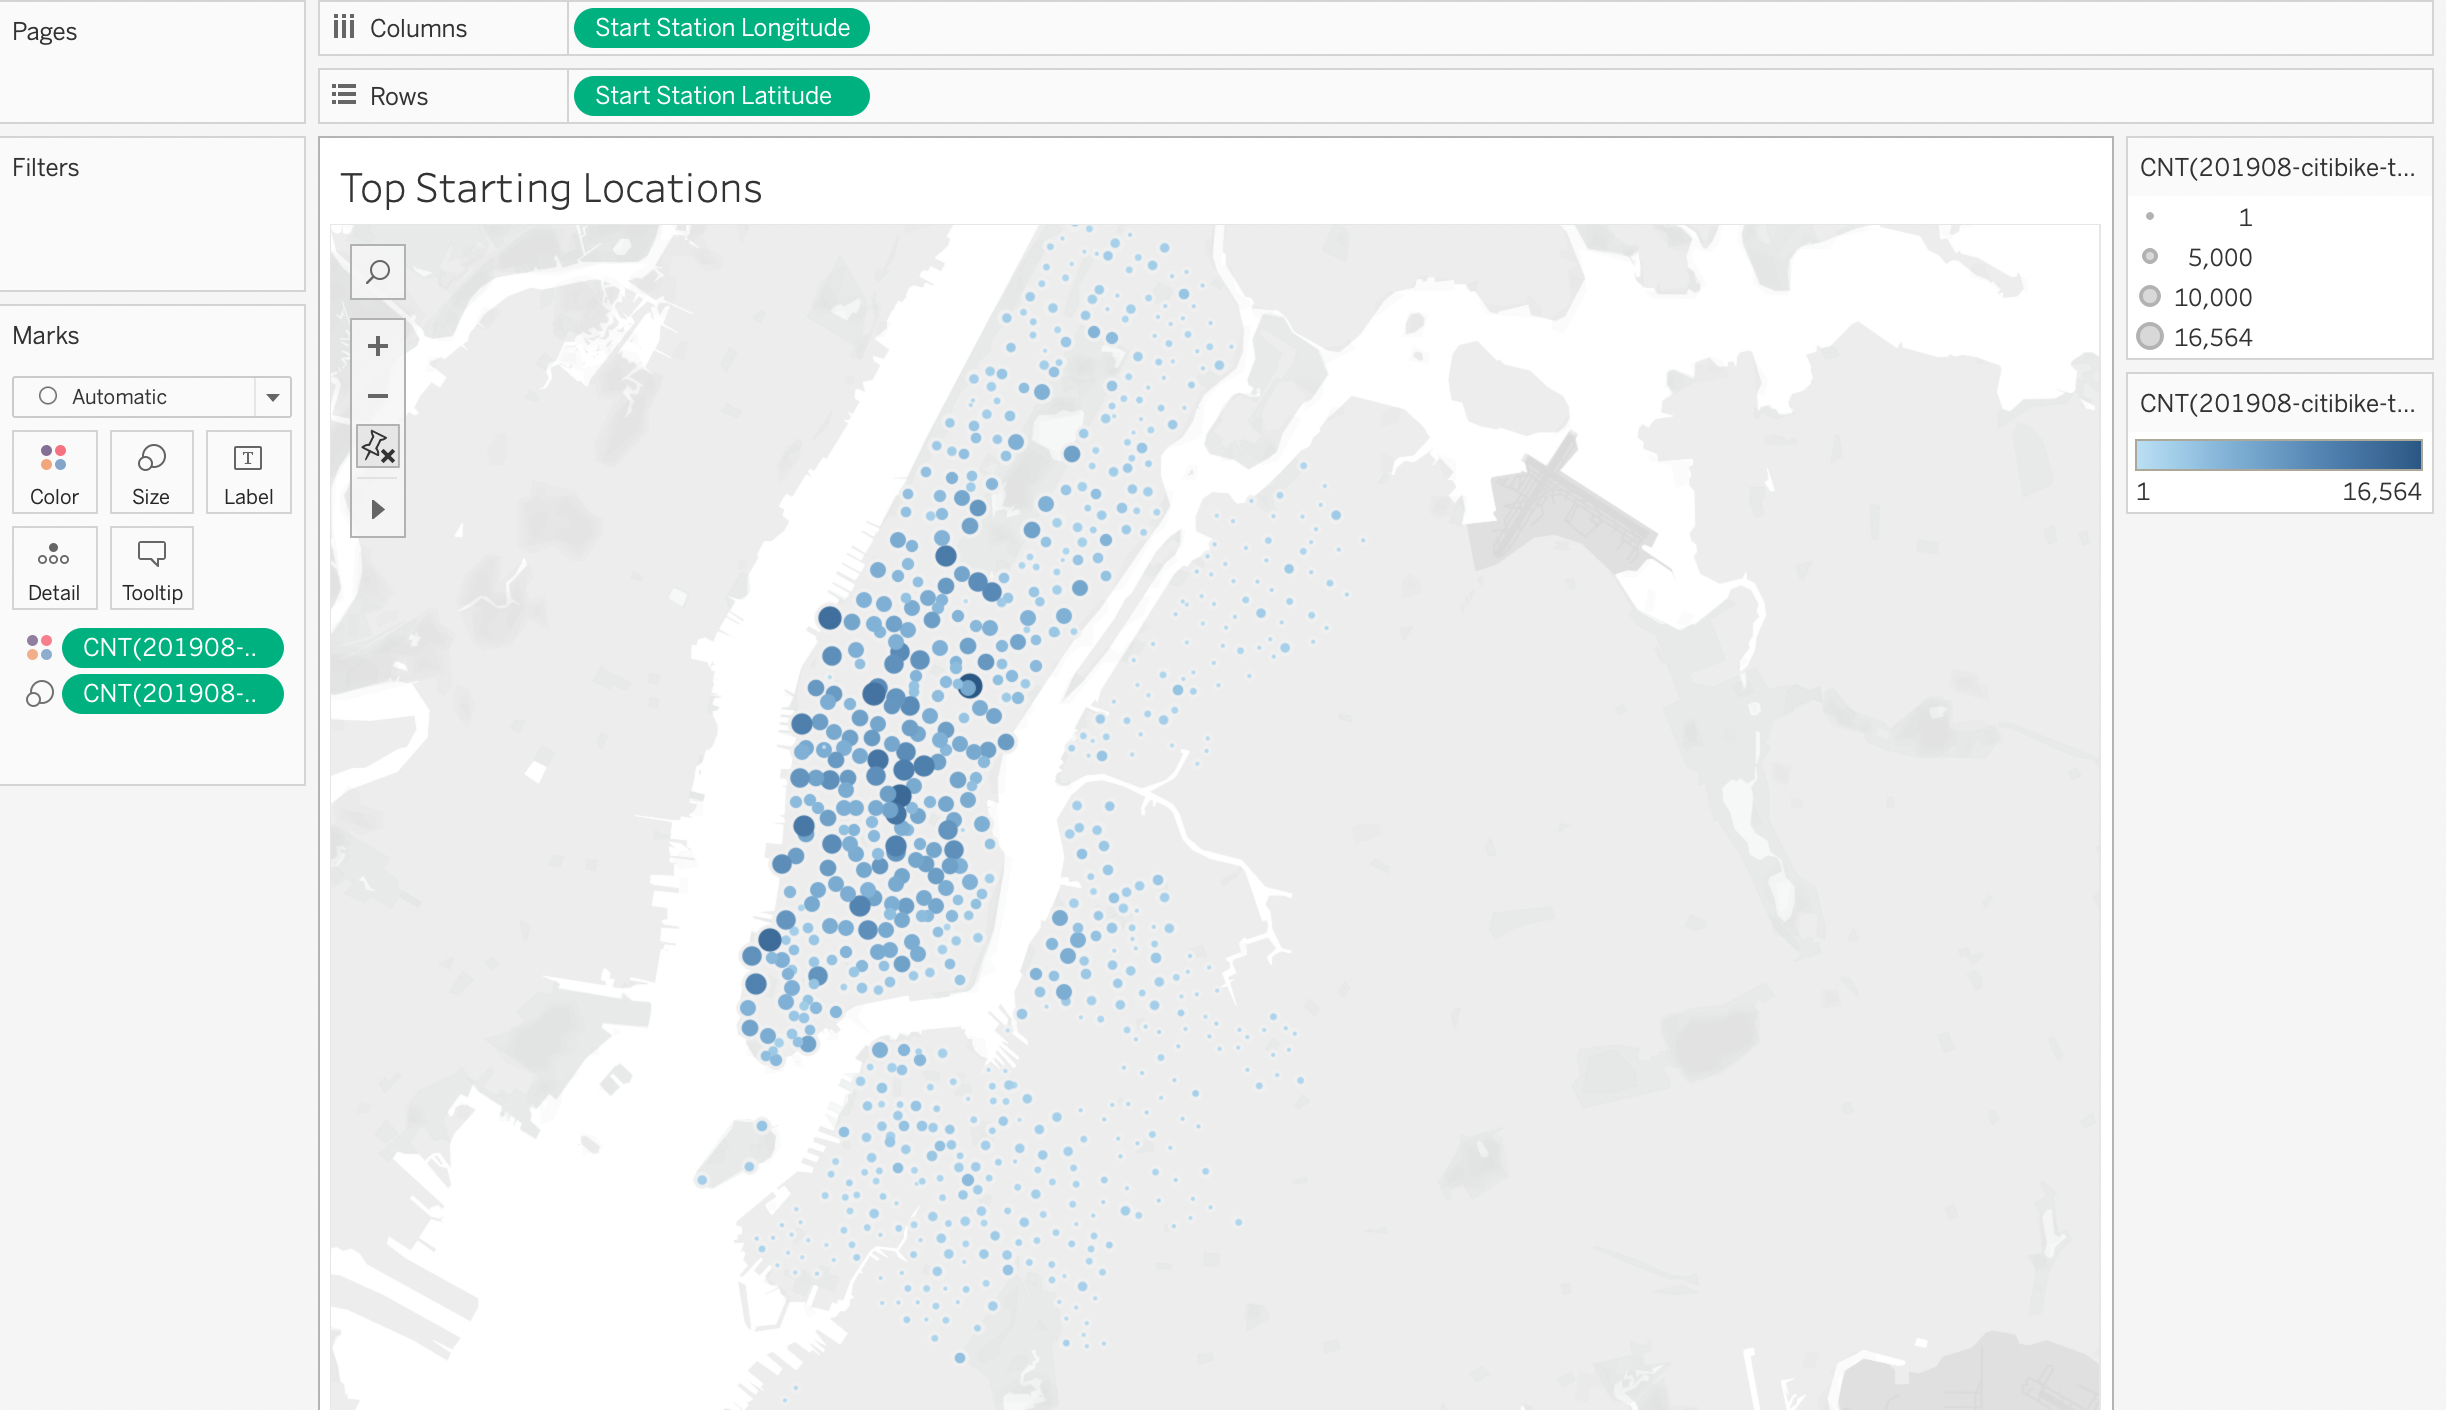 Pages
Columns
Start Station Longitude
Rows
Start Station Latitude
Filters
Marks
Automatic
Color
Size
T
Label
Detail
Tooltip
CNT(201908-..
CNT(201908-..
Top Starting Locations
CNT(201908-citibike-t...
1
5,000
10,000
16,564
CNT(201908-citibike-t...
1 16,564